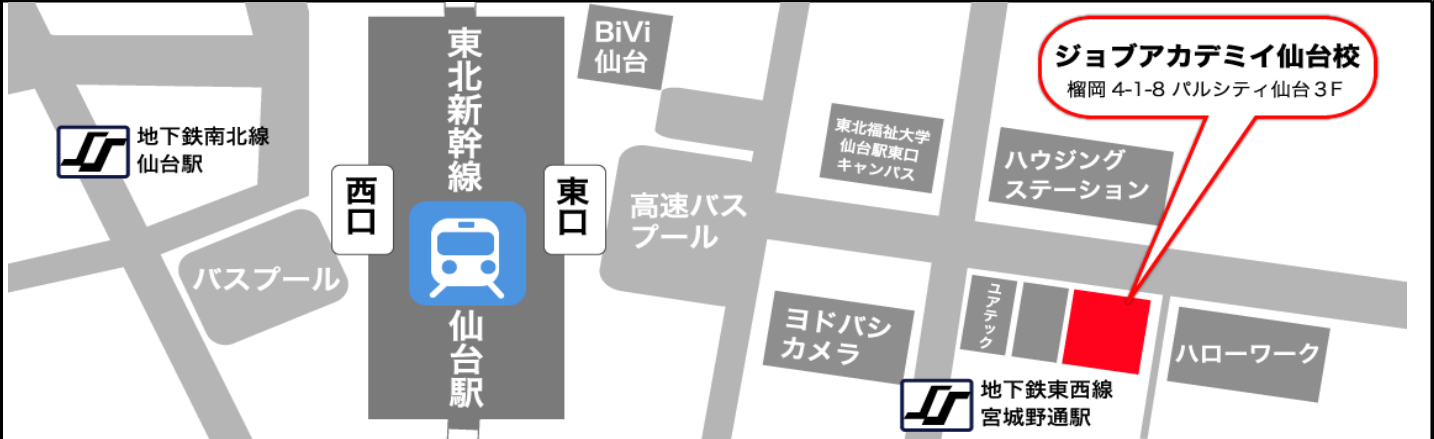 東北新幹線
仙台駅
西口
東口
地下鉄南北線
仙台駅
バスプール
BiVi
仙台
高速バス
プール
東北福祉大学
仙台駅東口
キャンパス
ジョブアカデミイ仙台校
榴岡 4-1-8 パルシティ仙台3F
ハウジング
ステーション
ヨドバシ
カメラ
ユアテック
ハローワーク
地下鉄東西線
宮城野通駅